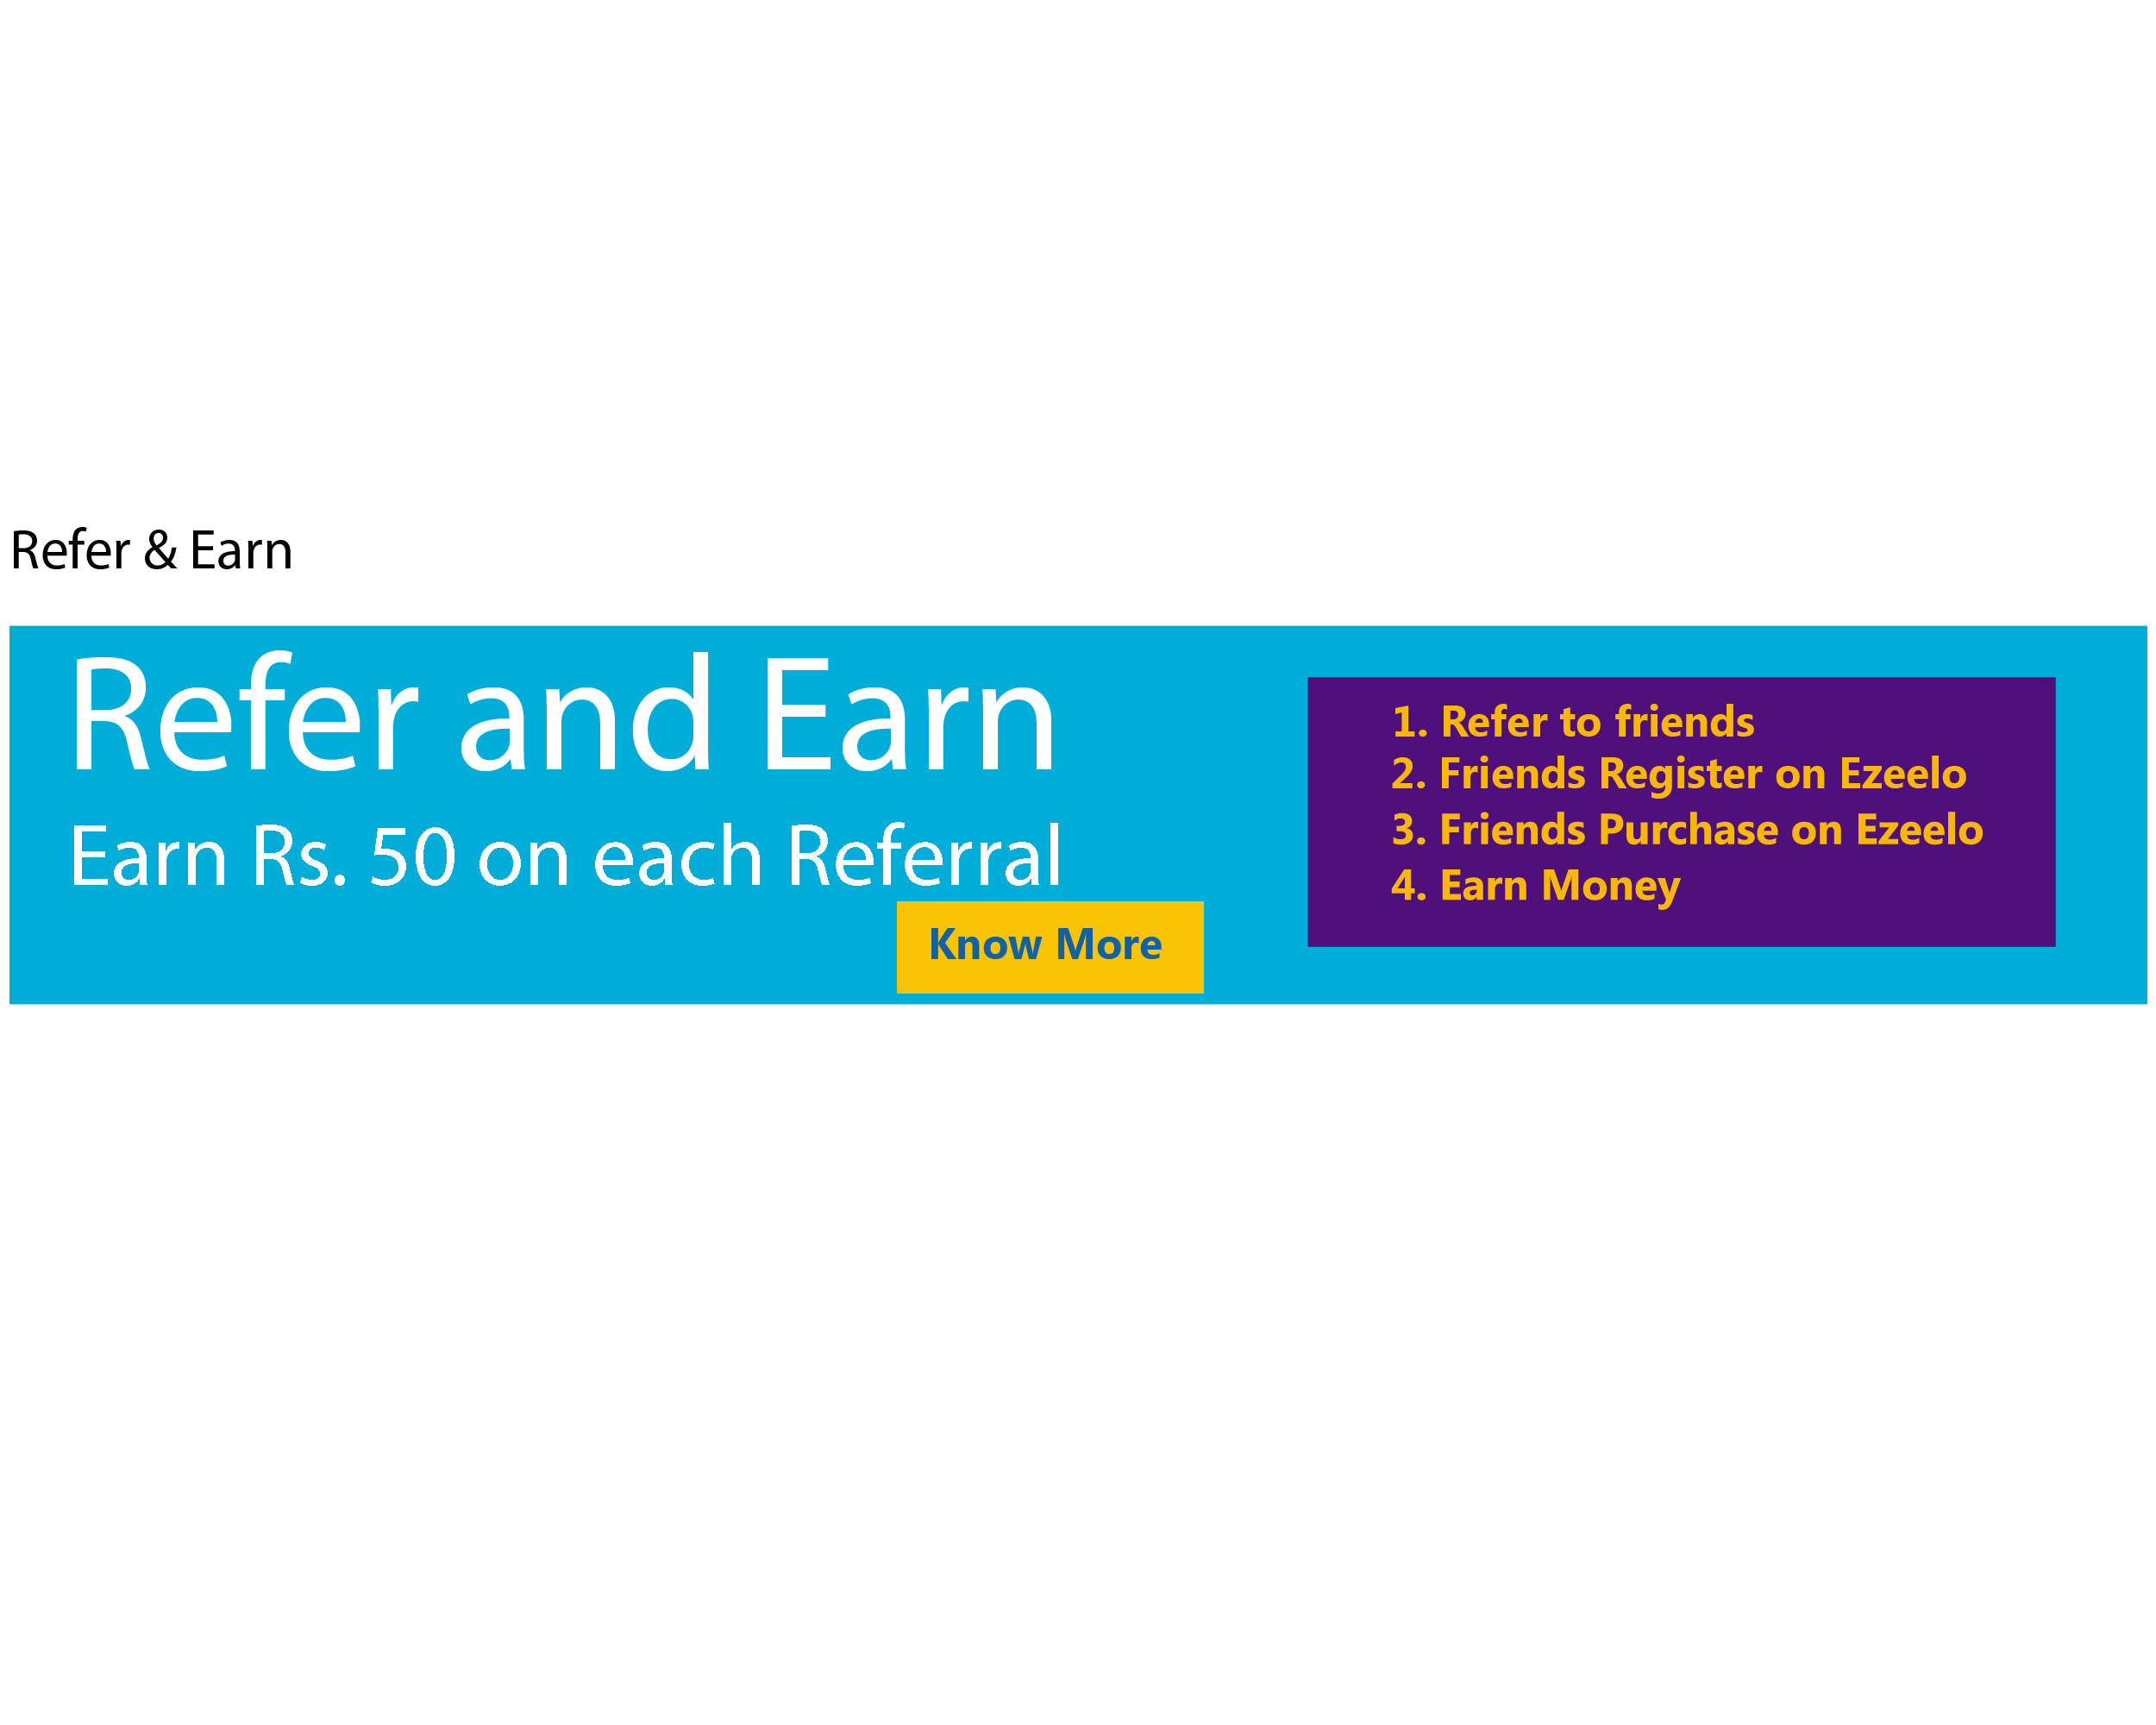 Refer & Earn
Refer and Earn
Earn Rs. 50 on each Referral
Know More
1. Refer to friends
2. Friends Register on Ezeelo
3. Friends Purchase on Ezeelo
4. Earn Money